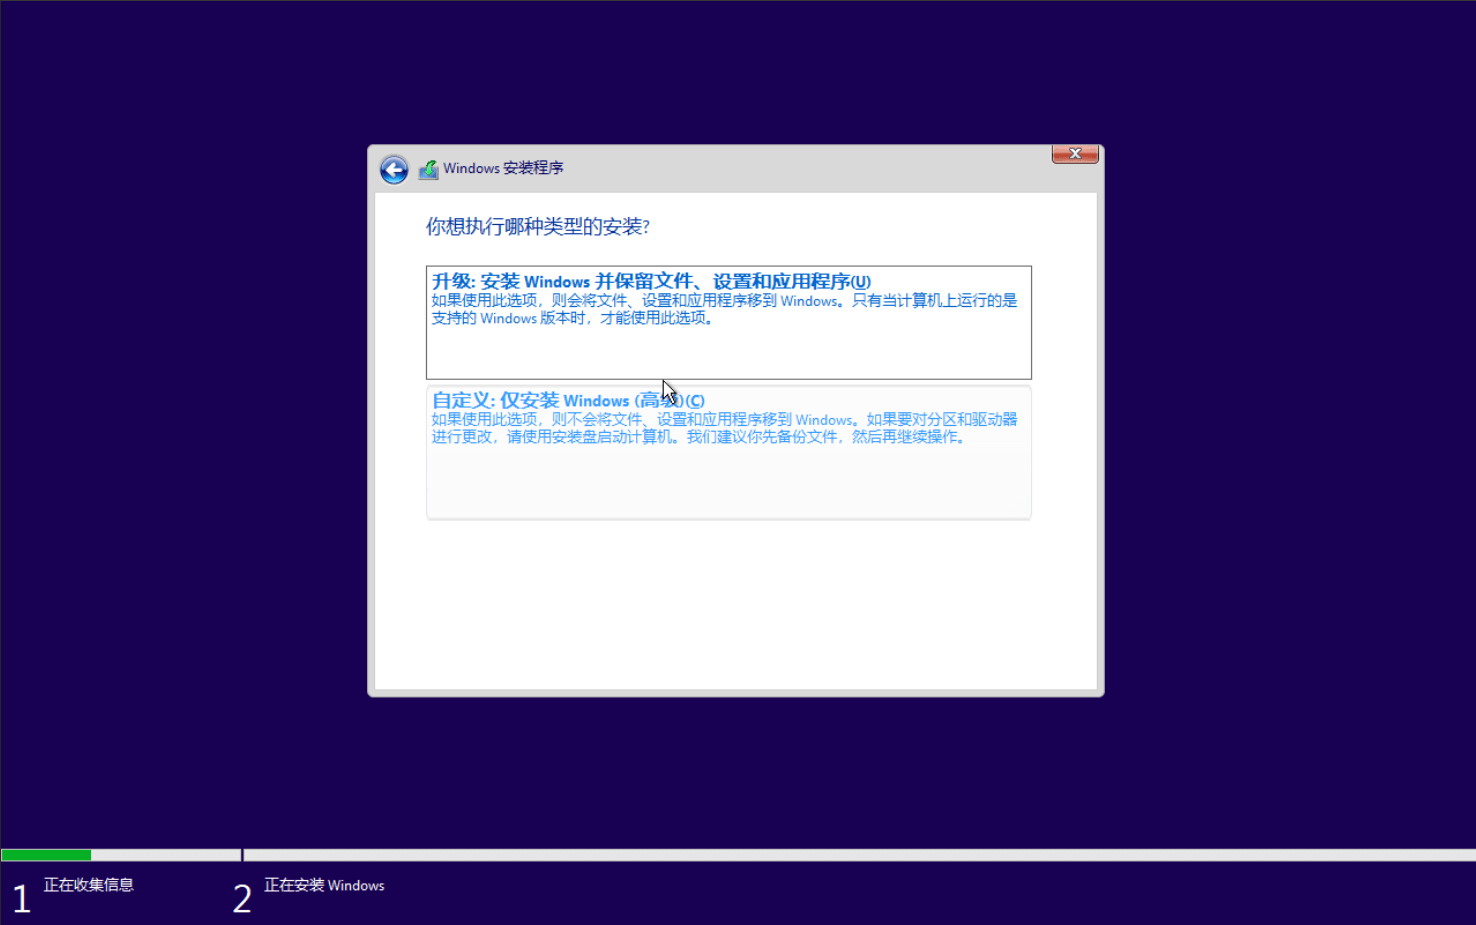 Windows 安装程序
你想执行哪种类型的安装?
升级: 安装 Windows 并保留文件、设置和应用程序(U)
如果使用此选项，则会将文件、设置和应用程序移到 Windows。只有当计算机上运行的是
支持的 Windows 版本时，才能使用此选项。
自定义: 仅安装 Windows (高级)(C)
如果使用此选项，则不会将文件、设置和应用程序移到 Windows。如果要对分区和驱动器
进行更改，请使用安装盘启动计算机。我们建议你先备份文件，然后再继续操作。
1 正在收集信息
2 正在安装 Windows